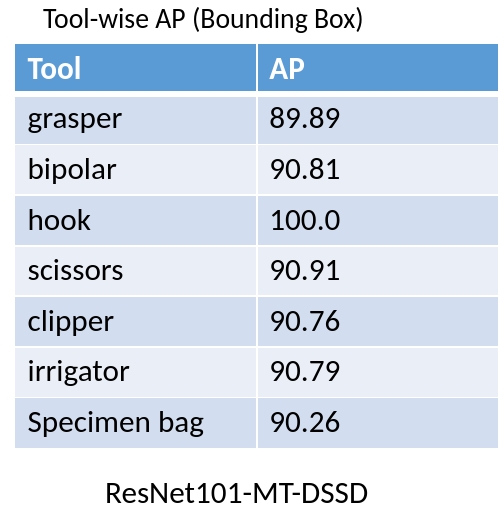 Tool-wise AP (Bounding Box)
Tool AP
grasper 89.89
bipolar 90.81
hook 100.0
scissors 90.91
clipper 90.76
irrigator 90.79
Specimen bag 90.26
ResNet101-MT-DSSD